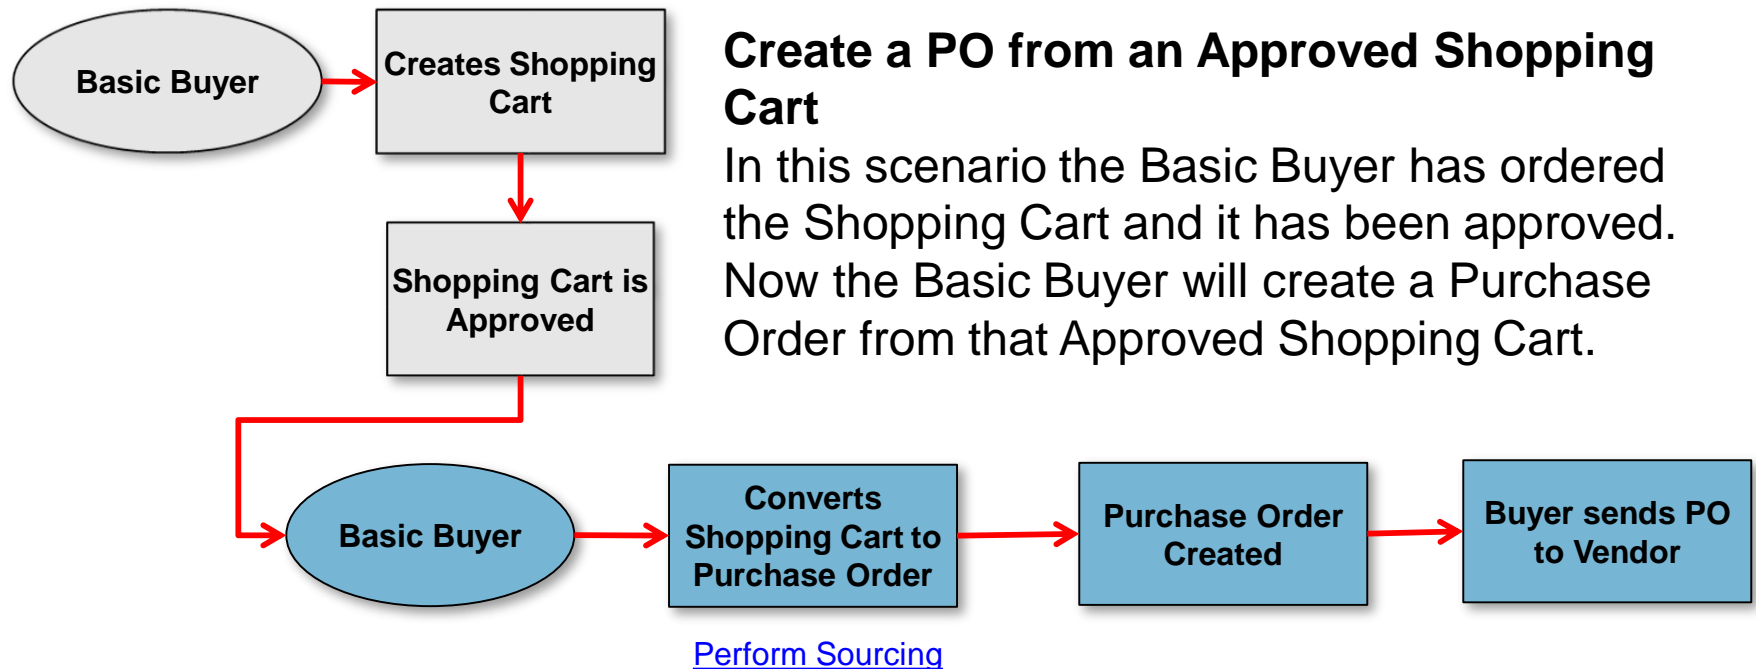 Basic Buyer
Creates Shopping
Cart
Create a PO from an Approved Shopping
Cart
In this scenario the Basic Buyer has ordered
the Shopping Cart and it has been approved.
Now the Basic Buyer will create a Purchase
Order from that Approved Shopping Cart.
Shopping Cart is
Approved
Basic Buyer
Converts
Shopping Cart to
Purchase Order
Purchase Order
Created
Buyer sends PO
to Vendor
Perform Sourcing